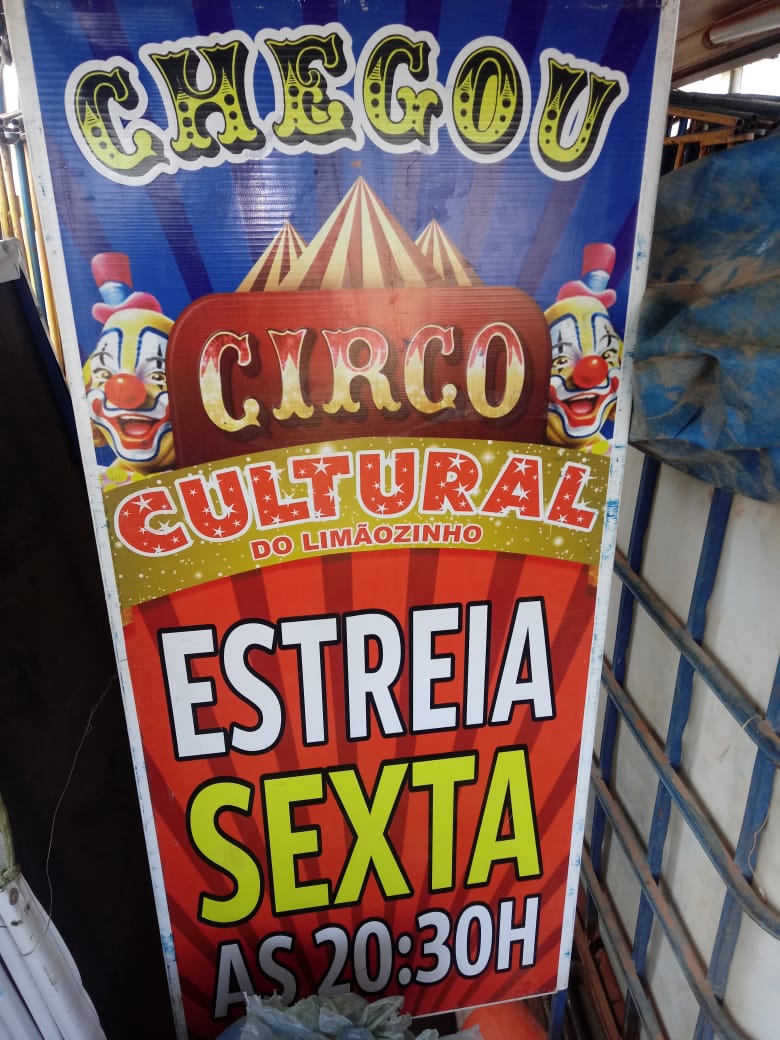 CHEGOU
CIRCO
CULTURAL
DO LIMÃOZINHO
ESTREIA
SEXTA
AS 20:30H